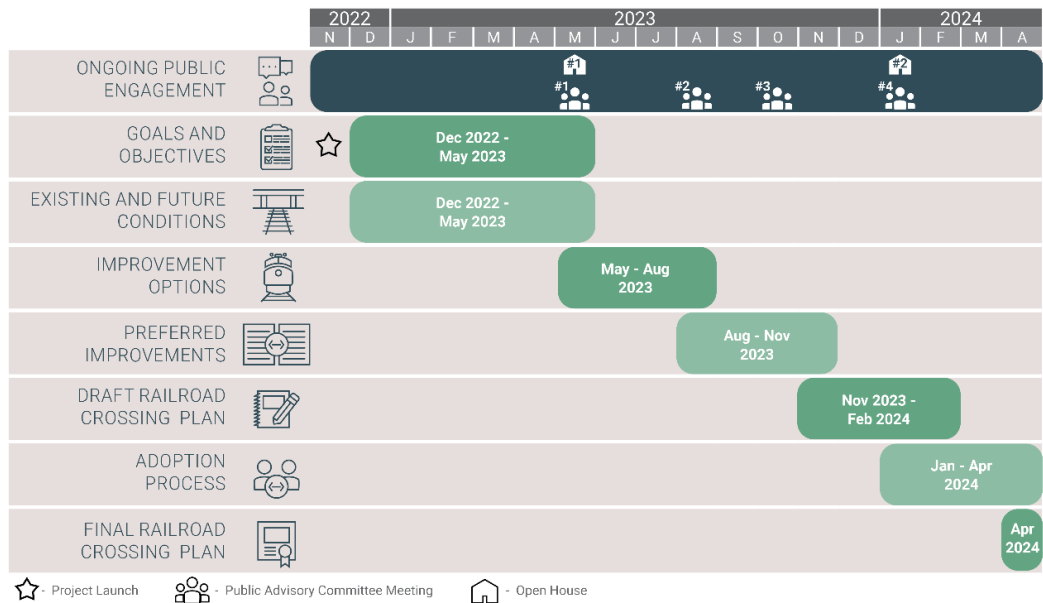 2022 2023 2024
N D J F M A M J J A S O N D J F M A
ONGOING PUBLIC
ENGAGEMENT
#1 #2
#1 #2 #3 #4
GOALS AND
OBJECTIVES
Dec 2022 -
May 2023
EXISTING AND FUTURE
CONDITIONS
Dec 2022 -
May 2023
IMPROVEMENT
OPTIONS
May - Aug
2023
PREFERRED
IMPROVEMENTS
Aug - Nov
2023
DRAFT RAILROAD
CROSSING PLAN
Nov 2023 -
Feb 2024
ADOPTION
PROCESS
Jan - Apr
2024
FINAL RAILROAD
CROSSING PLAN
Apr
2024
- Project Launch - Public Advisory Committee Meeting - Open House